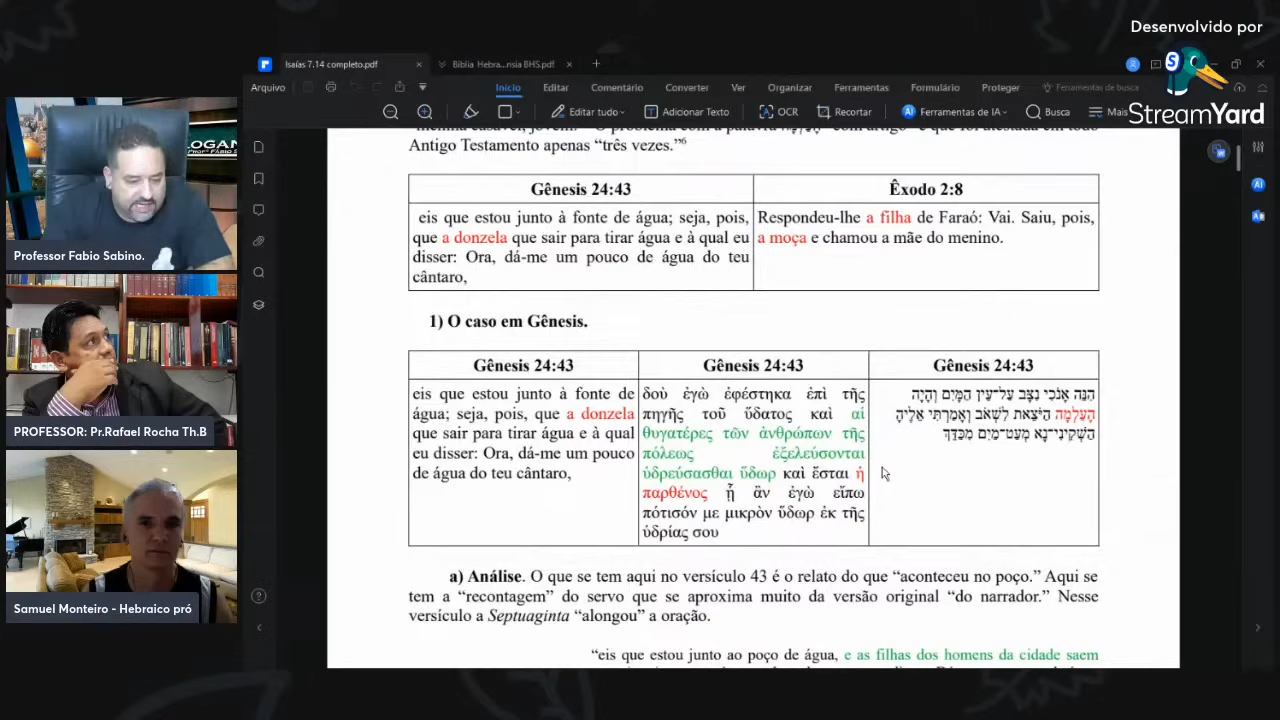 Desenvolvido por
StreamYard
Isaías 7.14 completo.pdf
Bíblia Hebra...nsia BHS.pdf
Arquivo
Início
Editar
Comentário
Converter
Ver
Organizar
Ferramentas
Formulário
Proteger
Ferramentas de busca
Editar tudo
Adicionar Texto
OCR
Recortar
Ferramentas de IA
Busca
Mais
LOGAN
Professor Fabio Sabino.
PROFESSOR: Pr.Rafael Rocha Th.B
Samuel Monteiro - Hebraico pró
Antigo Testamento apenas “três vezes.”⁶
Gênesis 24:43
eis que estou junto à fonte de água; seja, pois,
que a donzela que sair para tirar água e à qual eu
disser: Ora, dá-me um pouco de água do teu
cântaro,
Êxodo 2:8
Respondeu-lhe a filha de Faraó: Vai. Saiu, pois,
a moça e chamou a mãe do menino.
1) O caso em Gênesis.
Gênesis 24:43
eis que estou junto à fonte de
água; seja, pois, que a donzela
que sair para tirar água e à qual
eu disser: Ora, dá-me um pouco
de água do teu cântaro,
Gênesis 24:43
δοὺ ἐγὼ ἐφέστηκα ἐπὶ τῆς
πηγῆς τοῦ ὕδατος καὶ αἱ
θυγατέρες τῶν ἀνθρώπων τῆς
πόλεως ἐξελεύσονται
ὑδρεύσασθαι ὕδωρ καὶ ἔσται ἡ
παρθένος ᾗ ἂν ἐγὼ εἴπω
πότισόν με μικρὸν ὕδωρ ἐκ τῆς
ὑδρίας σου
Gênesis 24:43
הִנֵּה אָנֹכִי נִצָּב עַל־עֵין הַמָּיִם וְהָיָה
הָעַלְמָה הַיֹּצֵאת לִשְׁאֹב וְאָמַרְתִּי אֵלֶיהָ
הַשְׁקִינִי־נָא מְעַט־מַיִם מִכַּדֵּךְ
a) Análise. O que se tem aqui no versículo 43 é o relato do que “aconteceu no poço.” Aqui se
tem a “recontagem” do servo que se aproxima muito da versão original “do narrador.” Nesse
versículo a Septuaginta “alongou” a oração.
“eis que estou junto ao poço de água, e as filhas dos homens da cidade saem